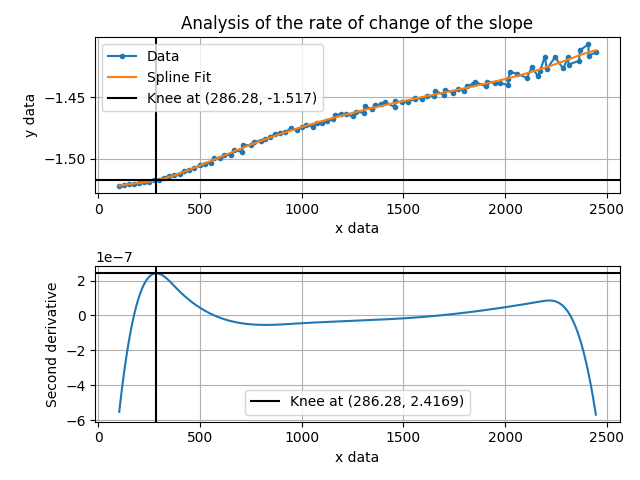 Analysis of the rate of change of the slope
Data
Spline Fit
Knee at (286.28, -1.517)
y data
−1.45
−1.50
0 500 1000 1500 2000 2500
x data
1e−7
Second derivative
2
0
−2
−4
−6
Knee at (286.28, 2.4169)
0 500 1000 1500 2000 2500
x data